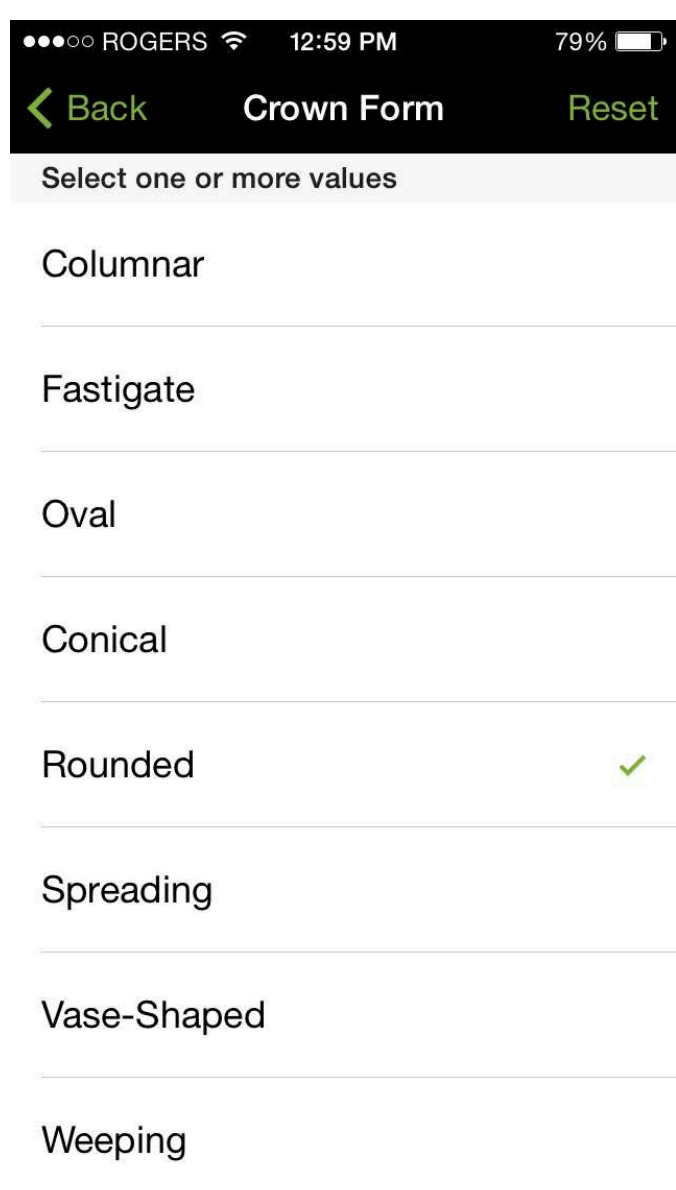 ROGERS 12:59 PM 79%
Back Crown Form Reset
Select one or more values
Columnar
Fastigate
Oval
Conical
Rounded
Spreading
Vase-Shaped
Weeping